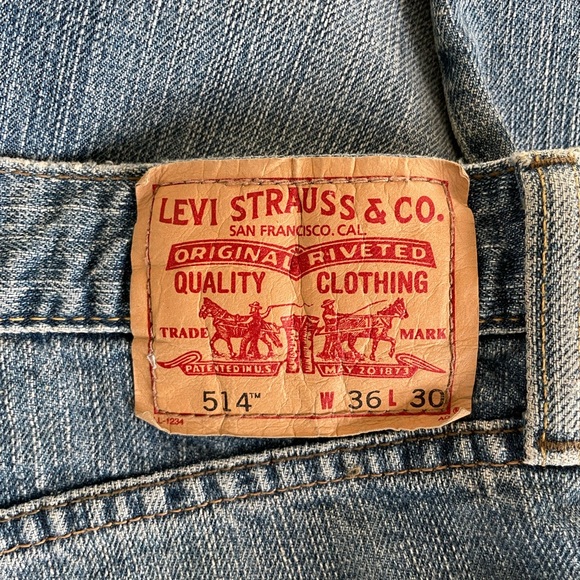 LEVI STRAUSS & CO.
SAN FRANCISCO, CAL.
ORIGINAL RIVETED
QUALITY CLOTHING
TRADE MARK
PATENTED IN U.S. MAY 20 1873
514™ W 36 L 30
L-1234